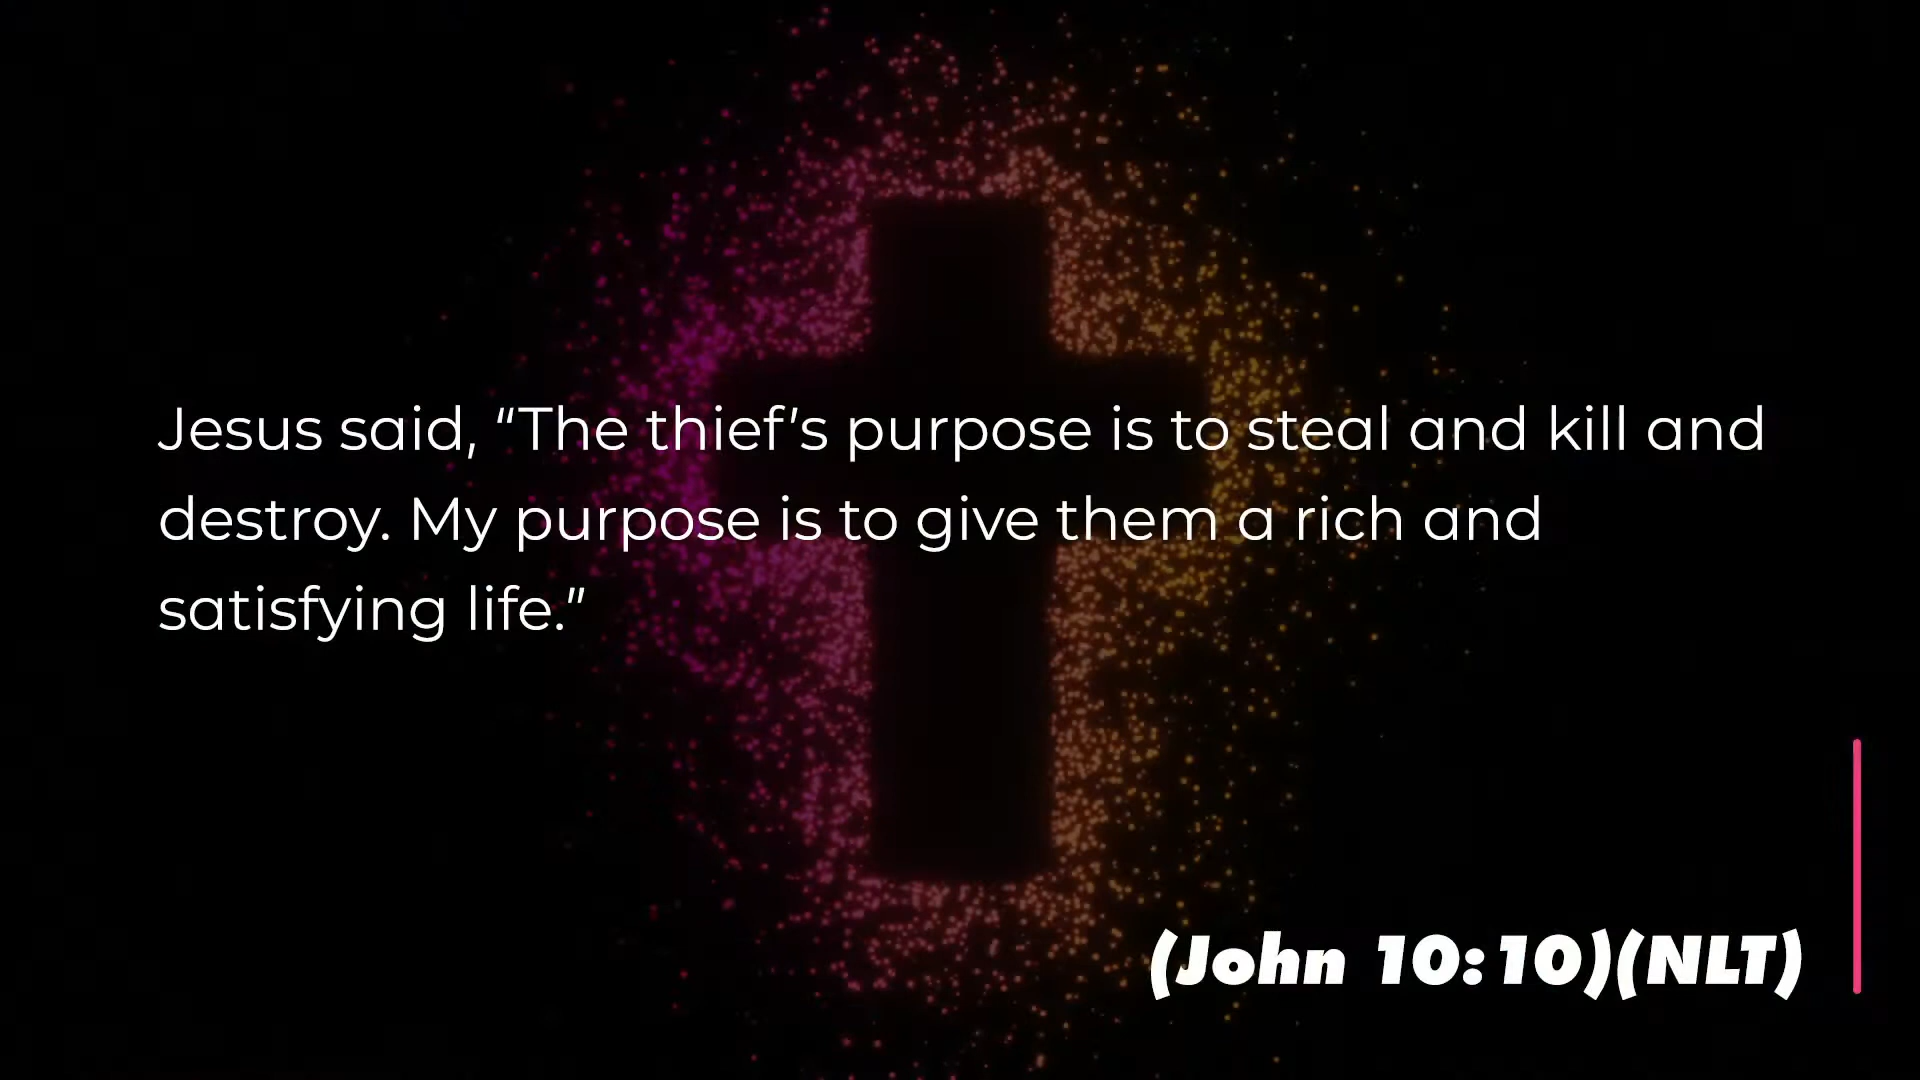 Jesus said, “The thief’s purpose is to steal and kill and
destroy. My purpose is to give them a rich and
satisfying life.”
(John 10:10)(NLT)